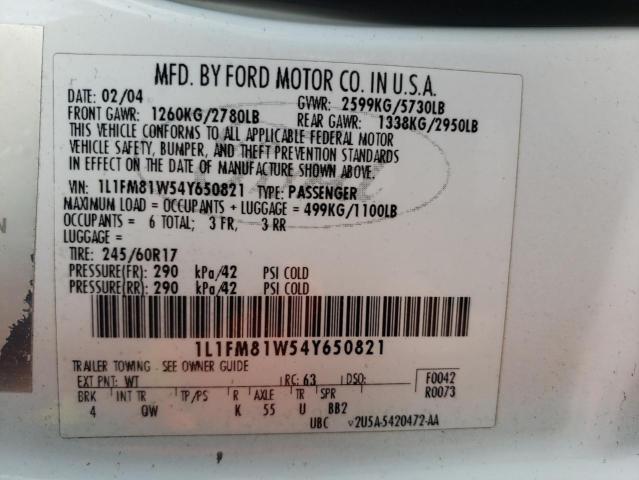 MFD. BY FORD MOTOR CO. IN U.S.A.
DATE: 02/04 GVWR: 2599KG/5730LB
FRONT GAWR: 1260KG/2780LB REAR GAWR: 1338KG/2950LB
THIS VEHICLE CONFORMS TO ALL APPLICABLE FEDERAL MOTOR
VEHICLE SAFETY, BUMPER, AND THEFT PREVENTION STANDARDS
IN EFFECT ON THE DATE OF MANUFACTURE SHOWN ABOVE.
VIN: 1L1FM81W54Y650821 TYPE: PASSENGER
MAXIMUM LOAD = OCCUPANTS + LUGGAGE = 499KG/1100LB
OCCUPANTS = 6 TOTAL; 3 FR, 3 RR
LUGGAGE =
TIRE: 245/60R17
PRESSURE(FR): 290 kPa/42 PSI COLD
PRESSURE(RR): 290 kPa/42 PSI COLD
1L1FM81W54Y650821
TRAILER TOWING - SEE OWNER GUIDE
EXT PNT: WT RC: 63 DSO: F0042
BRK INT TR TP/PS R AXLE TR SPR R0073
4 QW K 55 U BB2
UBC V2U5A-5420472-AA
N